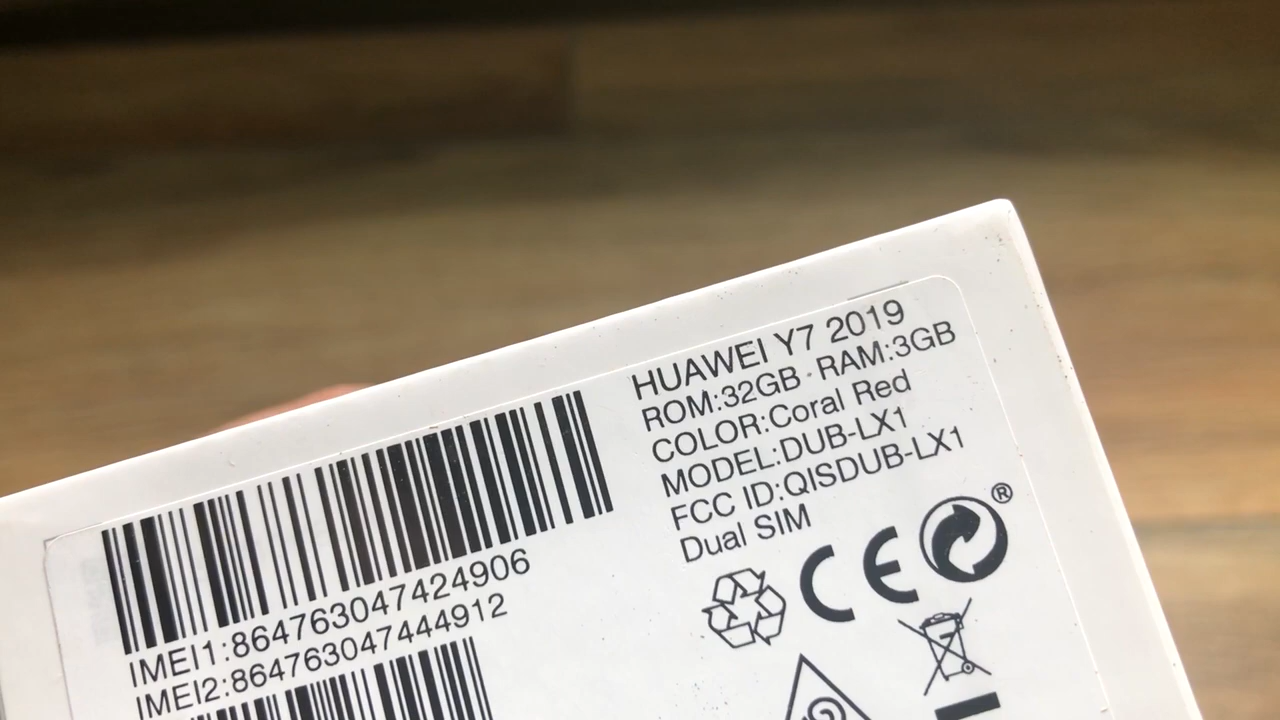 HUAWEI Y7 2019
ROM:32GB · RAM:3GB
COLOR:Coral Red
MODEL:DUB-LX1
FCC ID:QISDUB-LX1
Dual SIM
CE
®
IMEI1:864763047424906
IMEI2:864763047444912